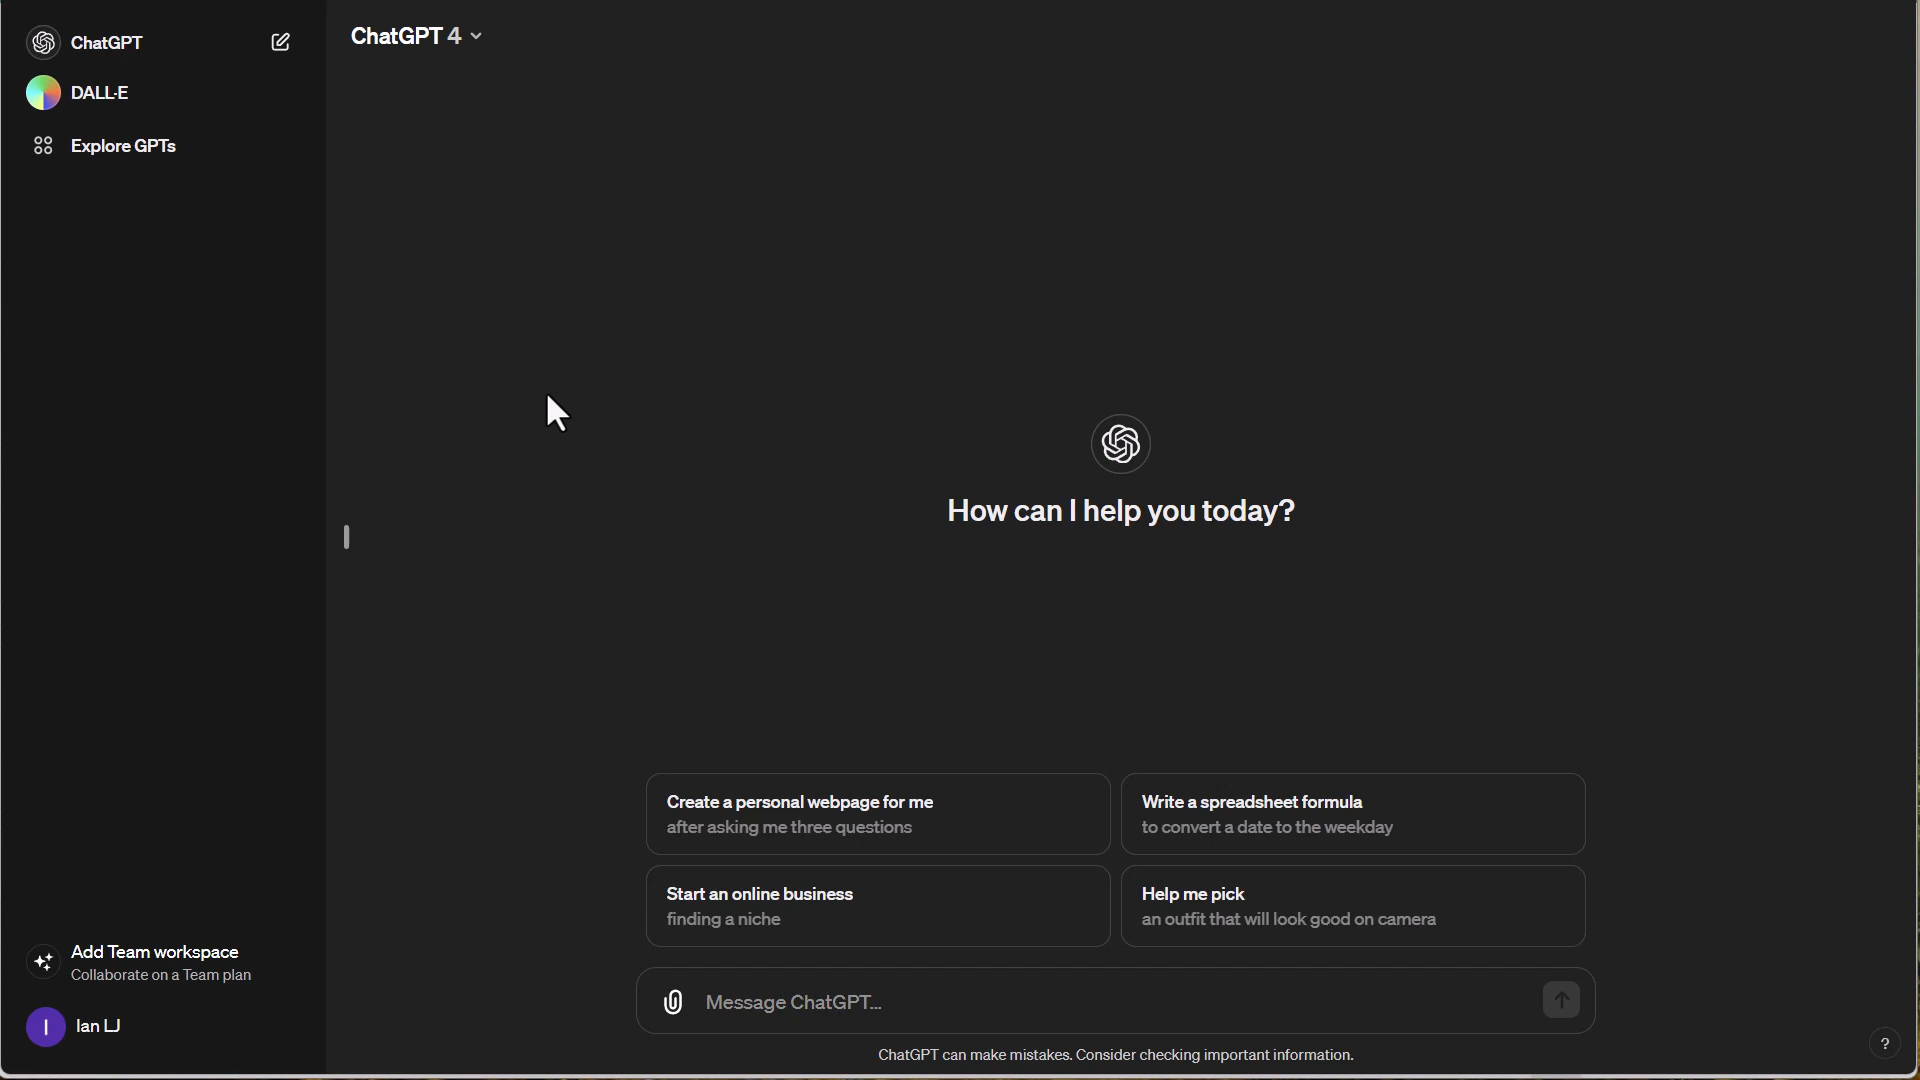 ChatGPT
DALL·E
Explore GPTs
ChatGPT 4
How can I help you today?
Create a personal webpage for me
after asking me three questions
Write a spreadsheet formula
to convert a date to the weekday
Start an online business
finding a niche
Help me pick
an outfit that will look good on camera
Add Team workspace
Collaborate on a Team plan
I
Ian LJ
Message ChatGPT...
ChatGPT can make mistakes. Consider checking important information.
?